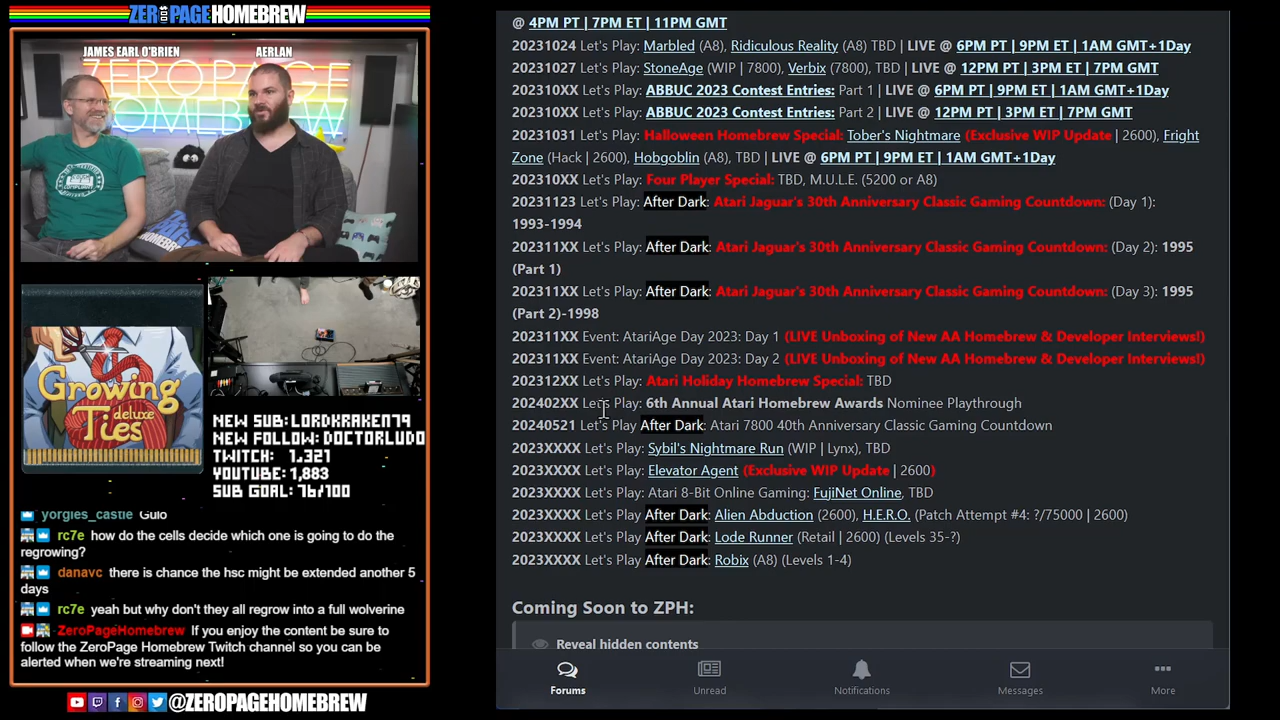 ZEROPAGEHOMEBREW
JAMES EARL O'BRIEN
AERLAN
ZEROPAGE
HOMEBREW
Growing
Ties
deluxe
NEW SUB: LORDKRAKEN79
NEW FOLLOW: DOCTORLUDO
TWITCH: 1,321
YOUTUBE: 1,883
SUB GOAL: 76/100
yorgies_castle Gulo
rc7e how do the cells decide which one is going to do the
regrowing?
danavc there is chance the hsc might be extended another 5
days
rc7e yeah but why don't they all regrow into a full wolverine
ZeroPageHomebrew If you enjoy the content be sure to
follow the ZeroPage Homebrew Twitch channel so you can be
alerted when we're streaming next!
@ZEROPAGEHOMEBREW
@ 4PM PT | 7PM ET | 11PM GMT
20231024 Let's Play: Marbled (A8), Ridiculous Reality (A8) TBD | LIVE @ 6PM PT | 9PM ET | 1AM GMT+1Day
20231027 Let's Play: StoneAge (WIP | 7800), Verbix (7800), TBD | LIVE @ 12PM PT | 3PM ET | 7PM GMT
202310XX ABBUC 2023 Contest Entries: Part 1 | LIVE @ 6PM PT | 9PM ET | 1AM GMT+1Day
202310XX ABBUC 2023 Contest Entries: Part 2 | LIVE @ 12PM PT | 3PM ET | 7PM GMT
20231031 Let's Play: Halloween Homebrew Special: Tober's Nightmare (Exclusive WIP Update | 2600), Fright
Zone (Hack | 2600), Hobgoblin (A8), TBD | LIVE @ 6PM PT | 9PM ET | 1AM GMT+1Day
202310XX Let's Play: Four Player Special: TBD, M.U.L.E. (5200 or A8)
20231123 Let's Play: After Dark: Atari Jaguar's 30th Anniversary Classic Gaming Countdown: (Day 1):
1993-1994
202311XX Let's Play: After Dark: Atari Jaguar's 30th Anniversary Classic Gaming Countdown: (Day 2): 1995
(Part 1)
202311XX Let's Play: After Dark: Atari Jaguar's 30th Anniversary Classic Gaming Countdown: (Day 3): 1995
(Part 2)-1998
202311XX Event: AtariAge Day 2023: Day 1 (LIVE Unboxing of New AA Homebrew & Developer Interviews!)
202311XX Event: AtariAge Day 2023: Day 2 (LIVE Unboxing of New AA Homebrew & Developer Interviews!)
202312XX Let's Play: Atari Holiday Homebrew Special: TBD
202402XX Let's Play: 6th Annual Atari Homebrew Awards Nominee Playthrough
20240521 Let's Play After Dark: Atari 7800 40th Anniversary Classic Gaming Countdown
2023XXXX Let's Play: Sybil's Nightmare Run (WIP | Lynx), TBD
2023XXXX Let's Play: Elevator Agent (Exclusive WIP Update | 2600)
2023XXXX Let's Play: Atari 8-Bit Online Gaming: FujiNet Online, TBD
2023XXXX Let's Play After Dark: Alien Abduction (2600), H.E.R.O. (Patch Attempt #4: ?/75000 | 2600)
2023XXXX Let's Play After Dark: Lode Runner (Retail | 2600) (Levels 35-?)
2023XXXX Let's Play After Dark: Robix (A8) (Levels 1-4)
Coming Soon to ZPH:
Reveal hidden contents
Forums
Unread
Notifications
Messages
More